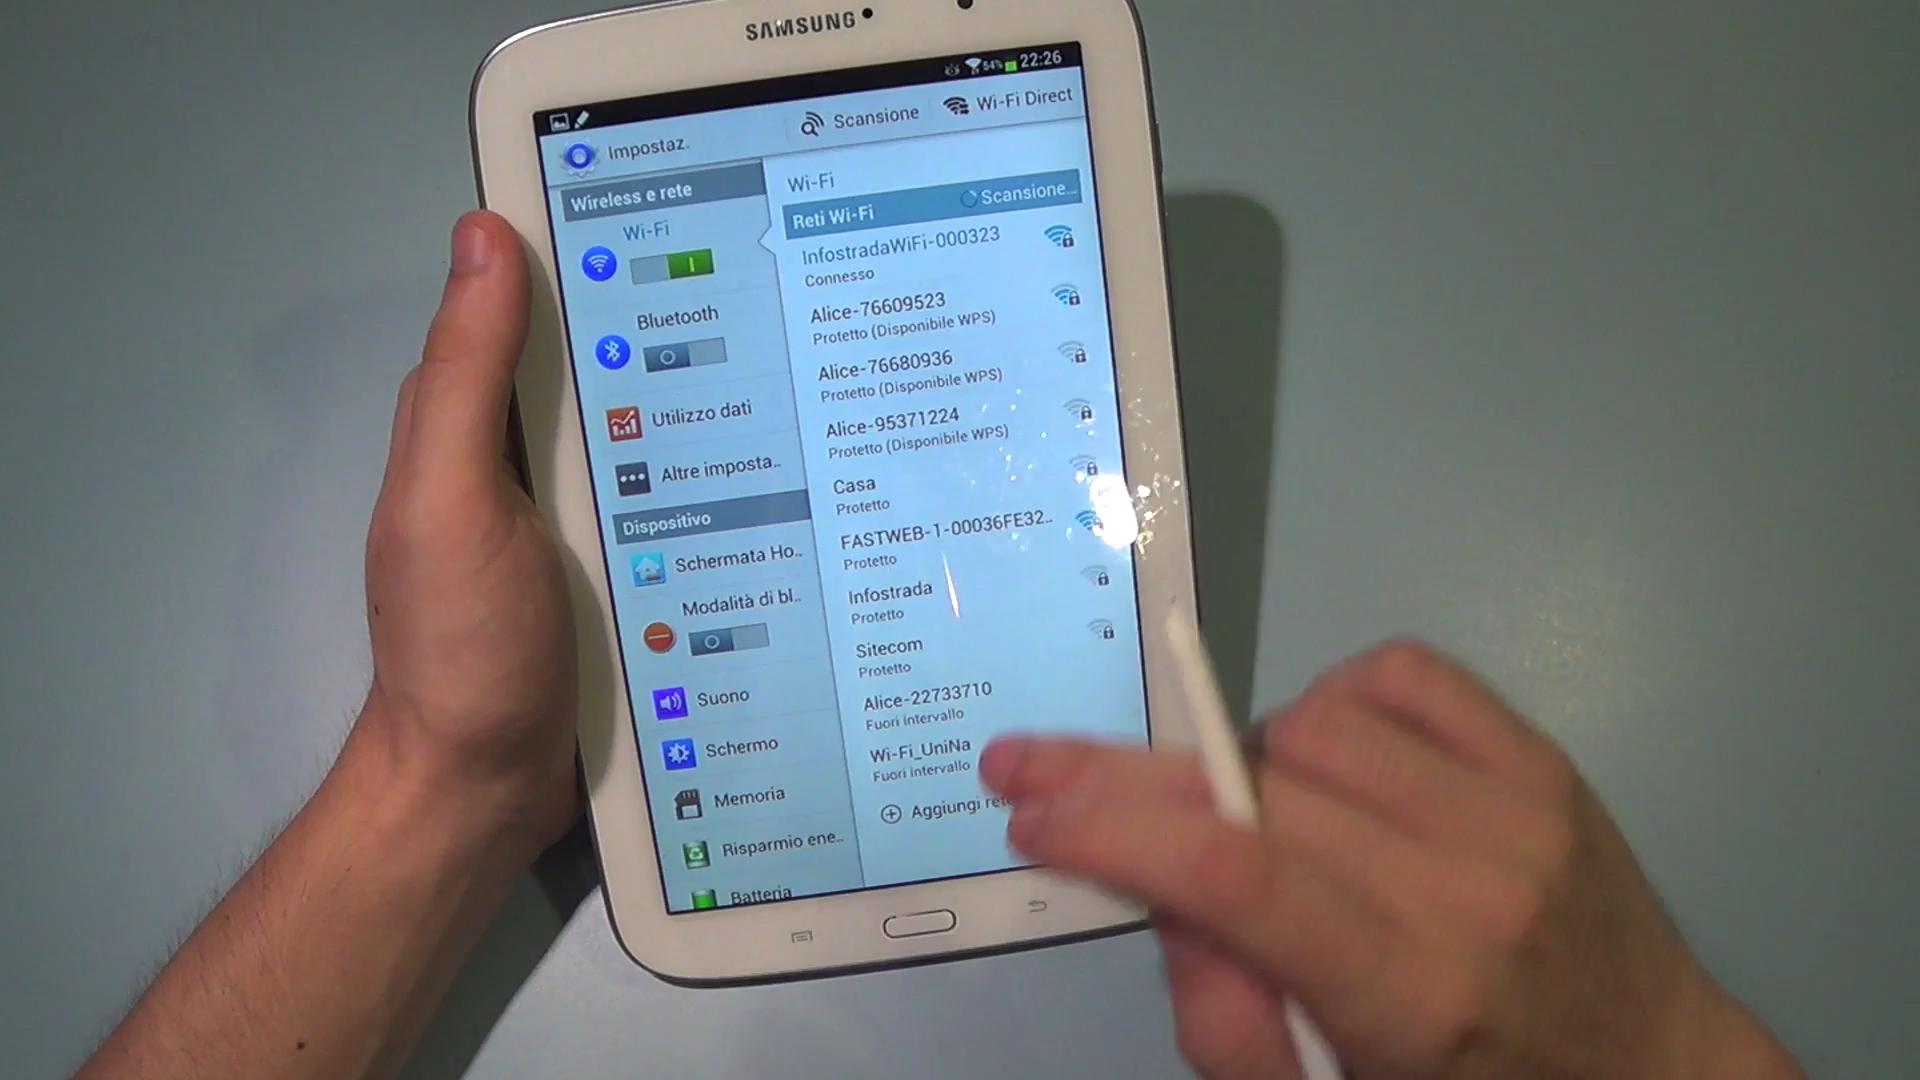 SAMSUNG
54% 22:26
Impostaz.
Scansione
Wi-Fi Direct
Wireless e rete
Wi-Fi
Bluetooth
Utilizzo dati
Altre imposta..
Dispositivo
Schermata Ho..
Modalità di bl..
Suono
Schermo
Memoria
Risparmio ene..
Batteria
Wi-Fi
Reti Wi-Fi
Scansione...
InfostradaWiFi-000323
Connesso
Alice-76609523
Protetto (Disponibile WPS)
Alice-76680936
Protetto (Disponibile WPS)
Alice-95371224
Protetto (Disponibile WPS)
Casa
Protetto
FASTWEB-1-00036FE32..
Protetto
Infostrada
Protetto
Sitecom
Protetto
Alice-22733710
Fuori intervallo
Wi-Fi_UniNa
Fuori intervallo
Aggiungi rete